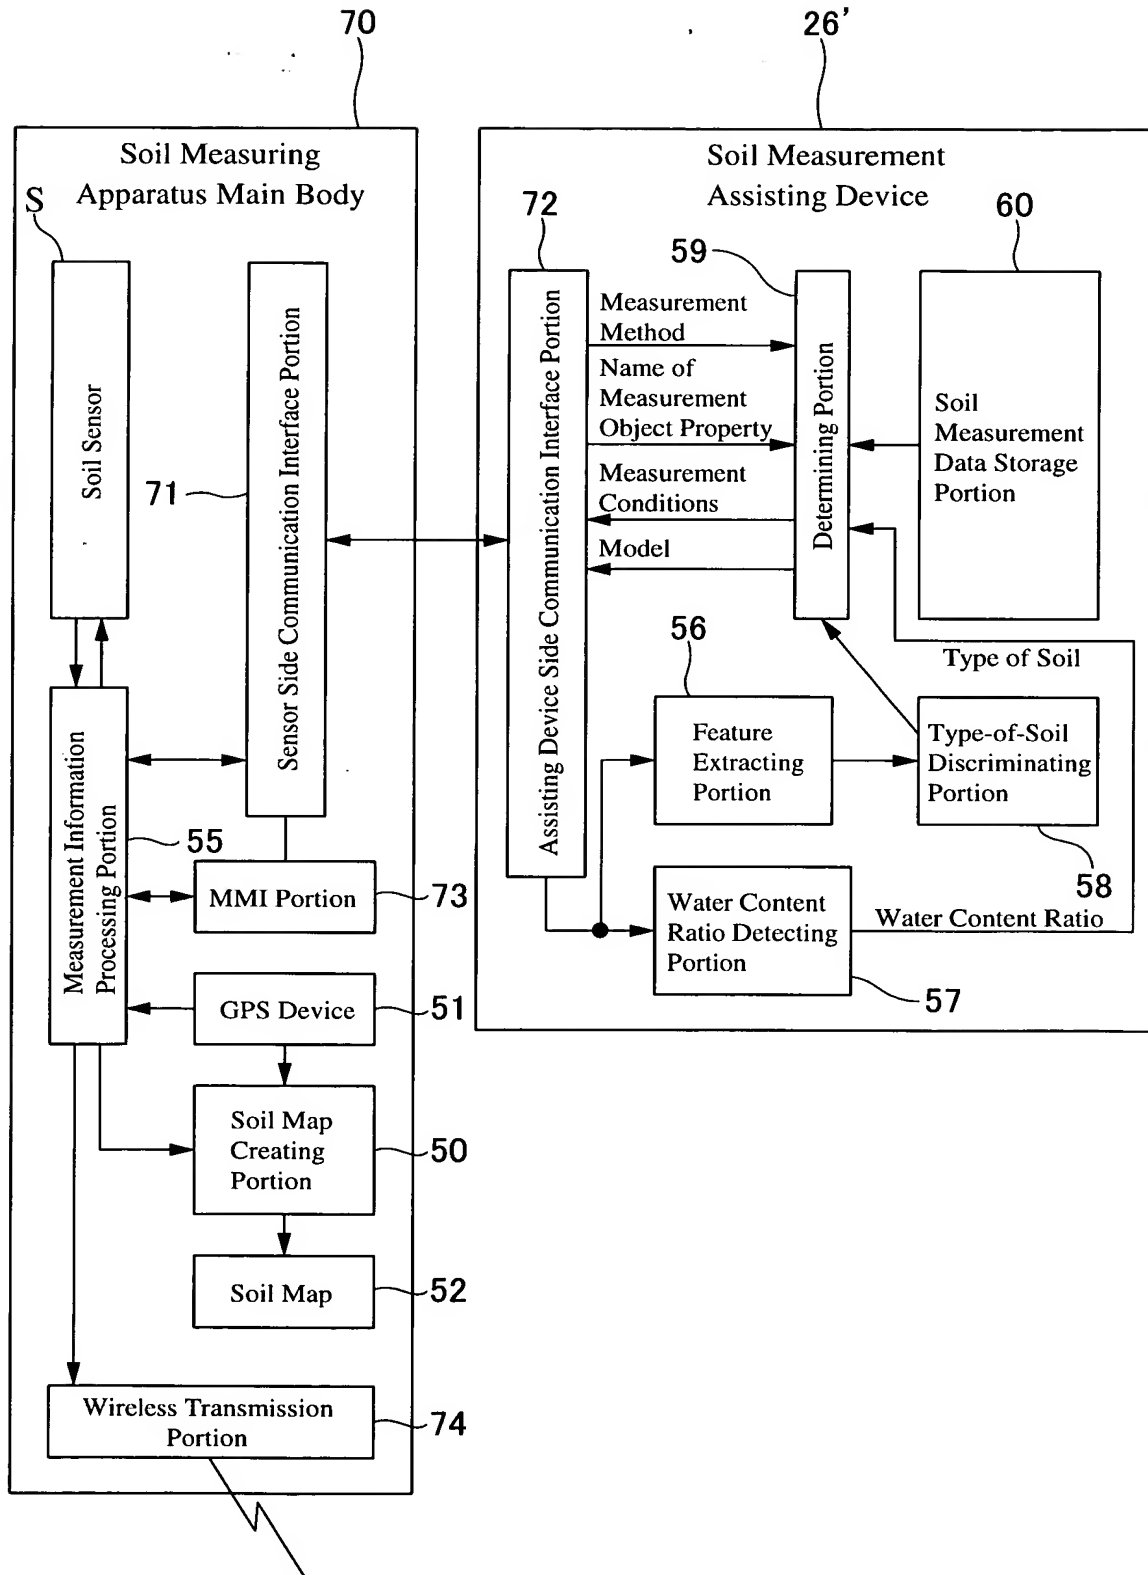 70
26’
Soil Measuring
Apparatus Main Body
Soil Measurement
Assisting Device
S
72
60
59
Soil Sensor
Sensor Side Communication Interface Portion
71
Assisting Device Side Communication Interface Portion
Measurement
Method
Name of
Measurement
Object Property
Measurement
Conditions
Model
Determining Portion
Soil
Measurement
Data Storage
Portion
Type of Soil
56
Feature
Extracting
Portion
Type-of-Soil
Discriminating
Portion
58
Measurement Information
Processing Portion
55
MMI Portion
73
Water Content
Ratio Detecting
Portion
Water Content Ratio
57
GPS Device
51
Soil Map
Creating
Portion
50
Soil Map
52
Wireless Transmission
Portion
74